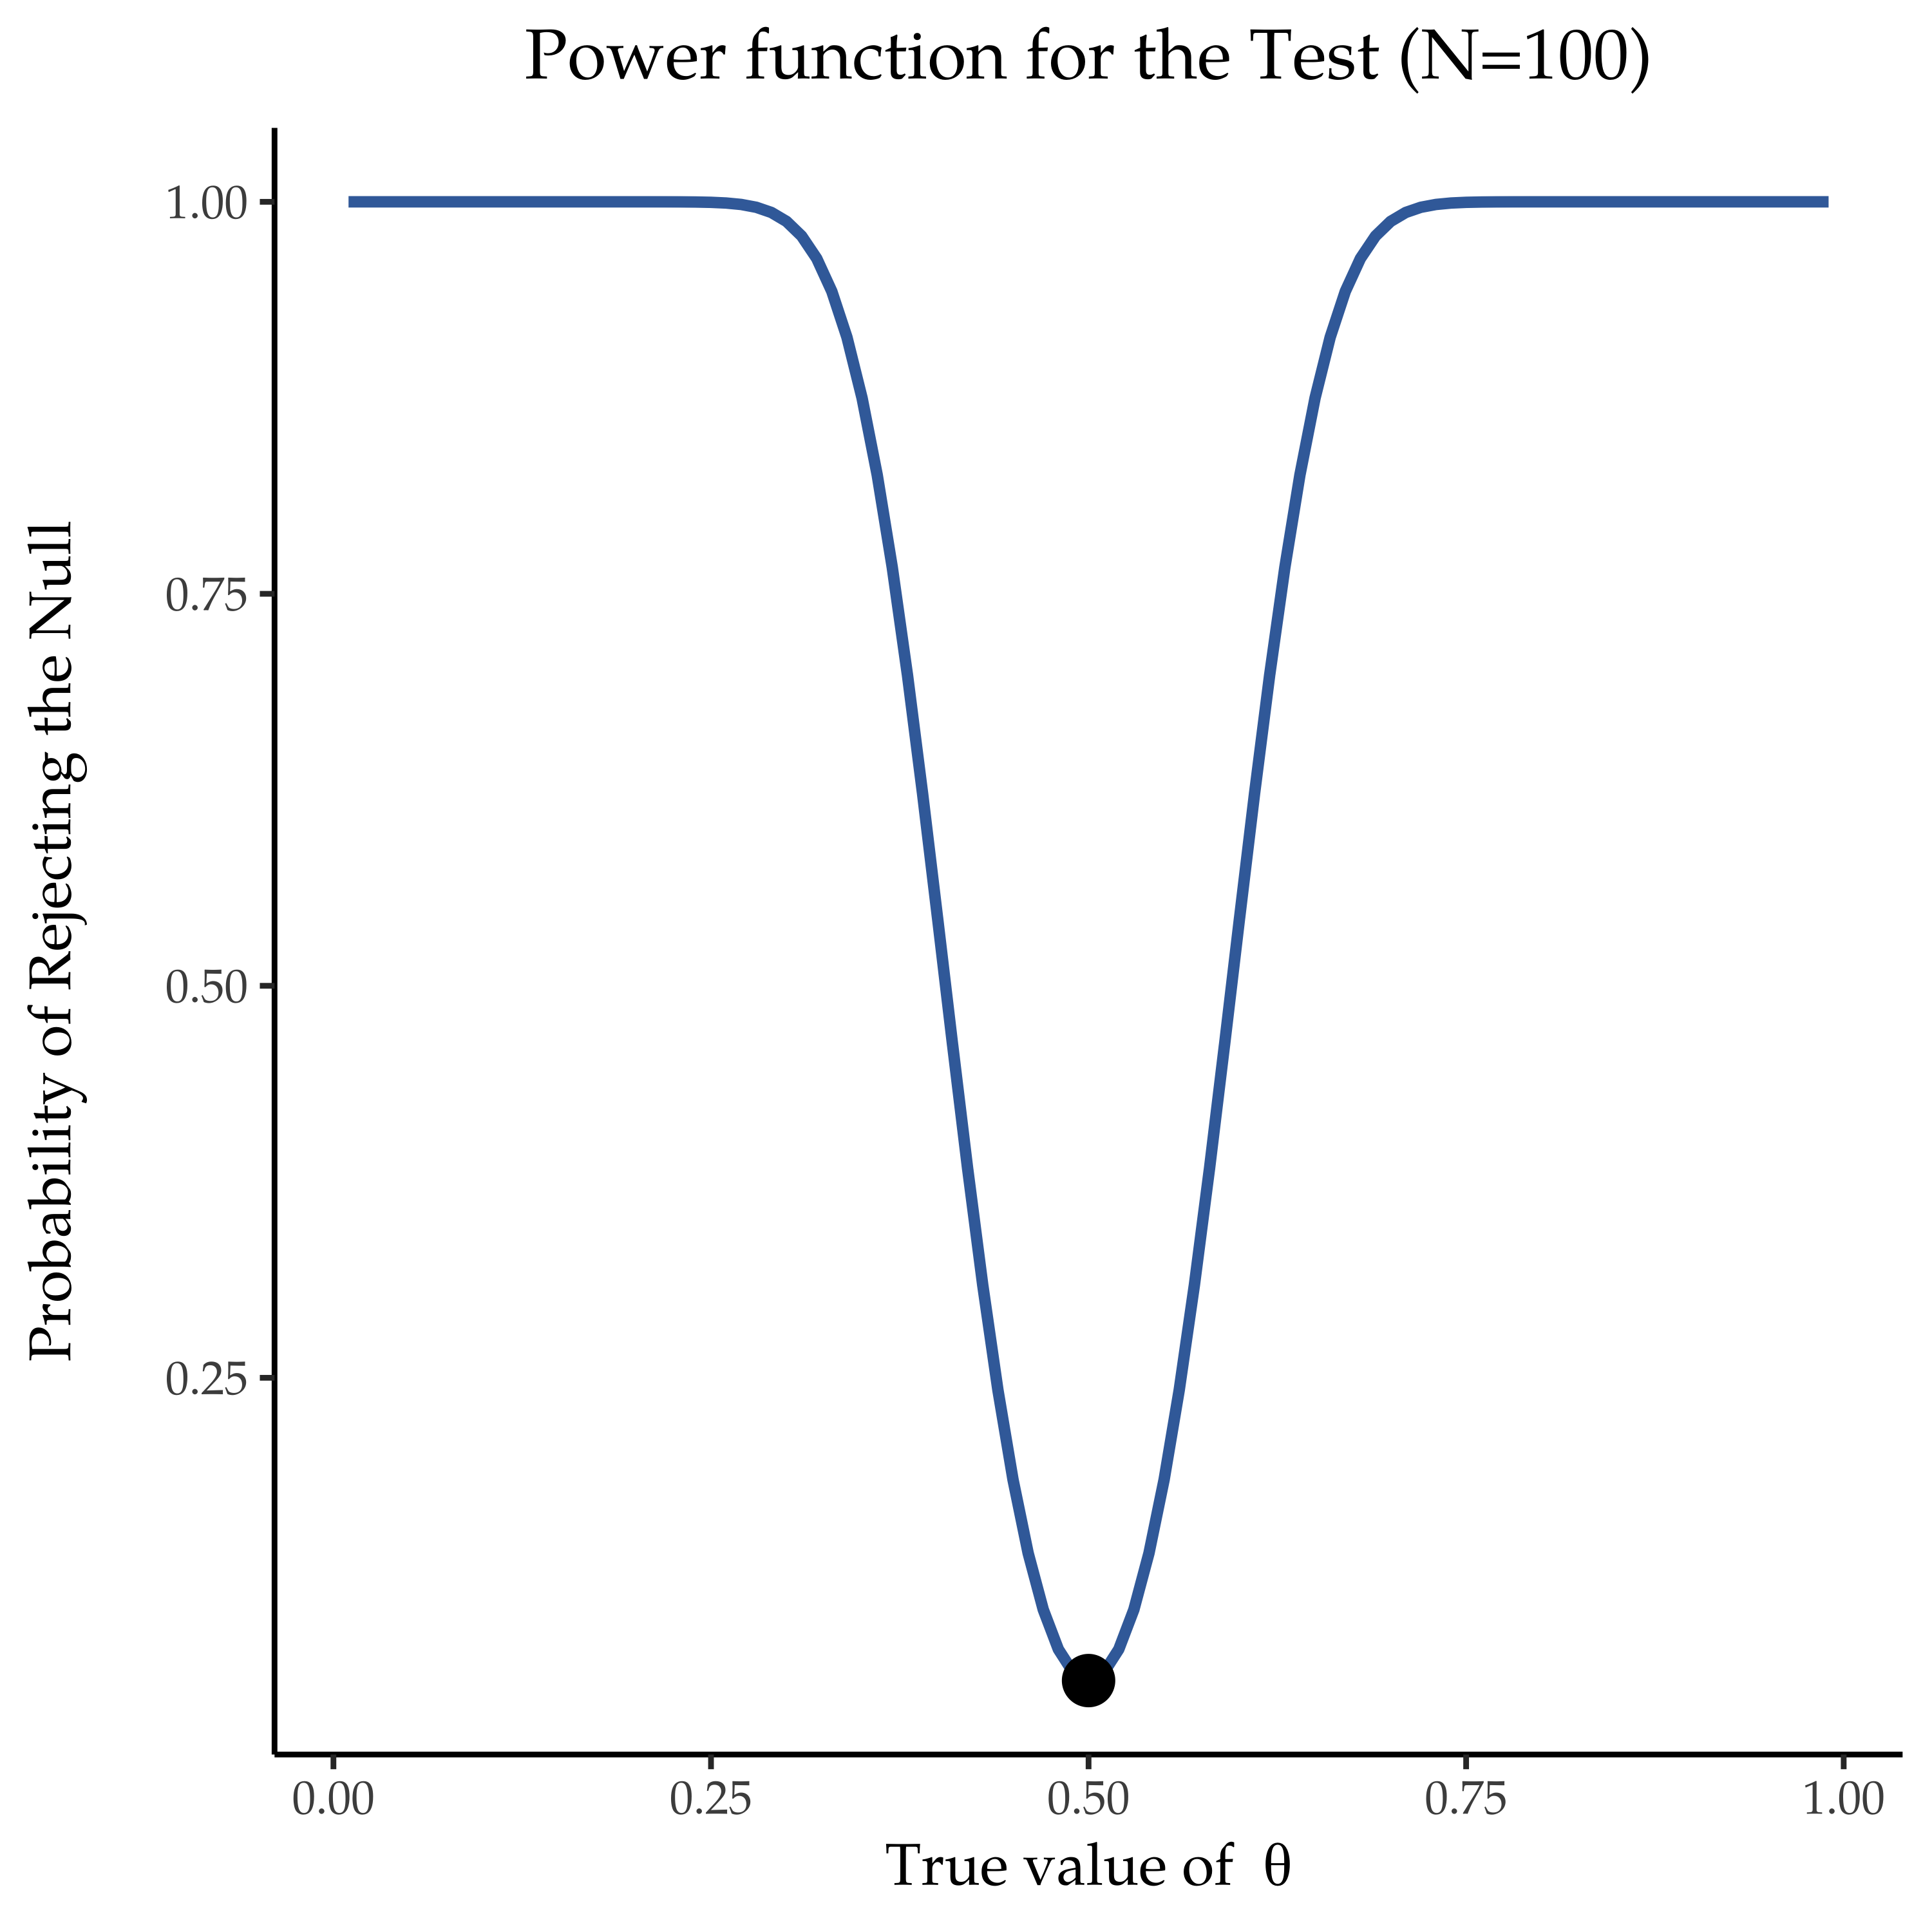 Power function for the Test (N=100)
Probability of Rejecting the Null
1.00
0.75
0.50
0.25
0.00 0.25 0.50 0.75 1.00
True value of θ